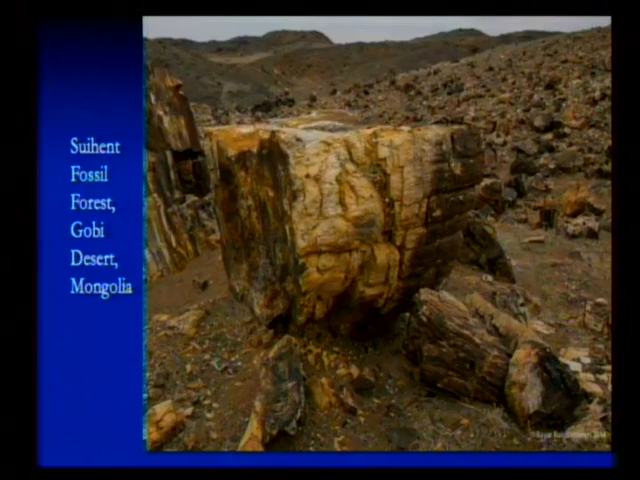 Suihent
Fossil
Forest,
Gobi
Desert,
Mongolia